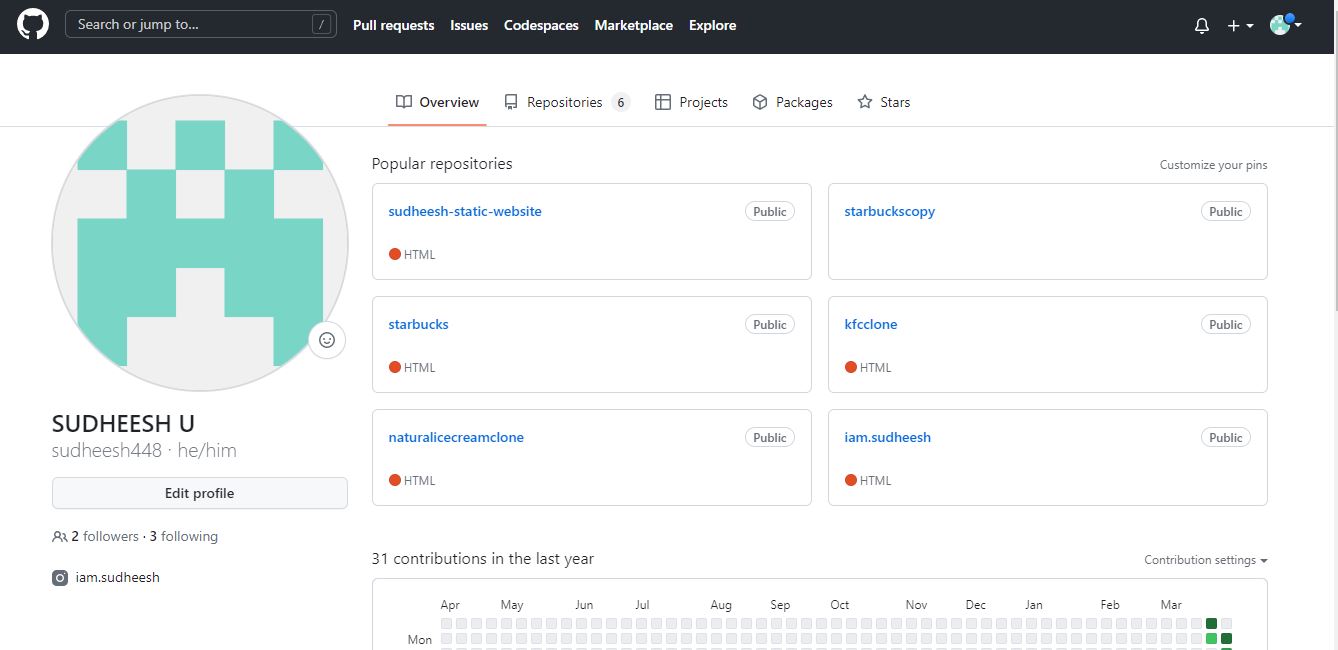 Search or jump to... /
Pull requests Issues Codespaces Marketplace Explore
Overview Repositories 6 Projects Packages Stars
Popular repositories
Customize your pins
sudheesh-static-website Public
HTML
starbuckscopy Public
starbucks Public
HTML
kfcclone Public
HTML
naturalicecreamclone Public
HTML
iam.sudheesh Public
HTML
SUDHEESH U
sudheesh448 · he/him
Edit profile
2 followers · 3 following
iam.sudheesh
31 contributions in the last year
Contribution settings
Apr May Jun Jul Aug Sep Oct Nov Dec Jan Feb Mar
Mon